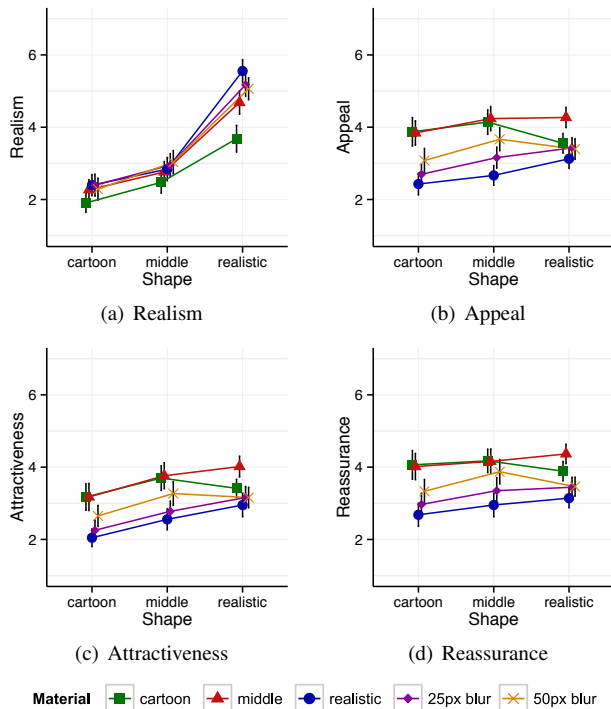 6
4
2
Realism
cartoon middle realistic
Shape
(a) Realism
6
4
2
Appeal
cartoon middle realistic
Shape
(b) Appeal
6
4
2
Attractiveness
cartoon middle realistic
Shape
(c) Attractiveness
6
4
2
Reassurance
cartoon middle realistic
Shape
(d) Reassurance
Material cartoon middle realistic 25px blur 50px blur